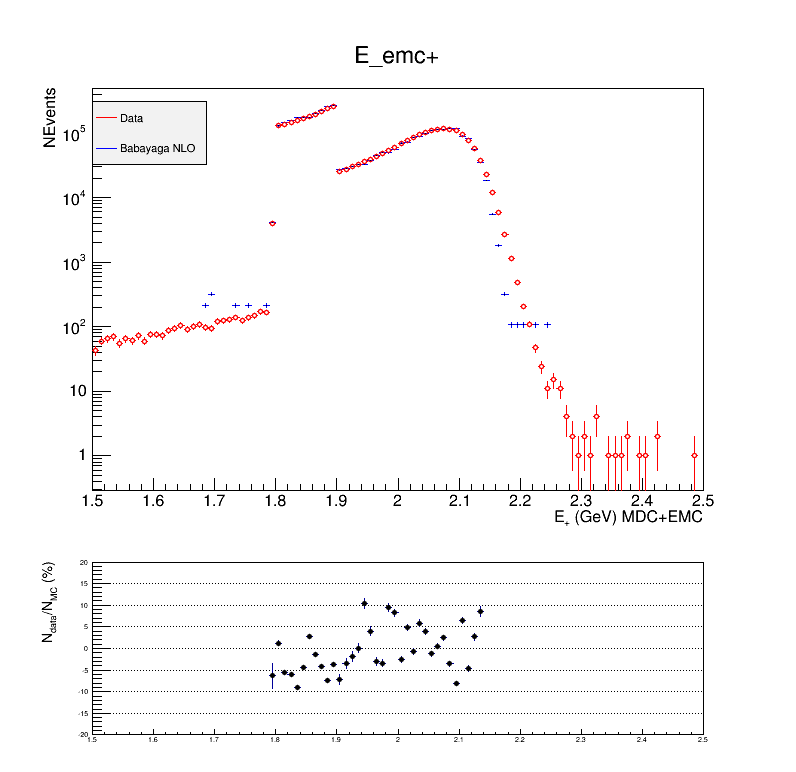 E_emc+
NEvents
Data
Babayaga NLO
10^5
10^4
10^3
10^2
10
1
1.5 1.6 1.7 1.8 1.9 2 2.1 2.2 2.3 2.4 2.5
E_+ (GeV) MDC+EMC
N_data/N_MC (%)
20
15
10
5
0
-5
-10
-15
-20
1.5 1.6 1.7 1.8 1.9 2 2.1 2.2 2.3 2.4 2.5